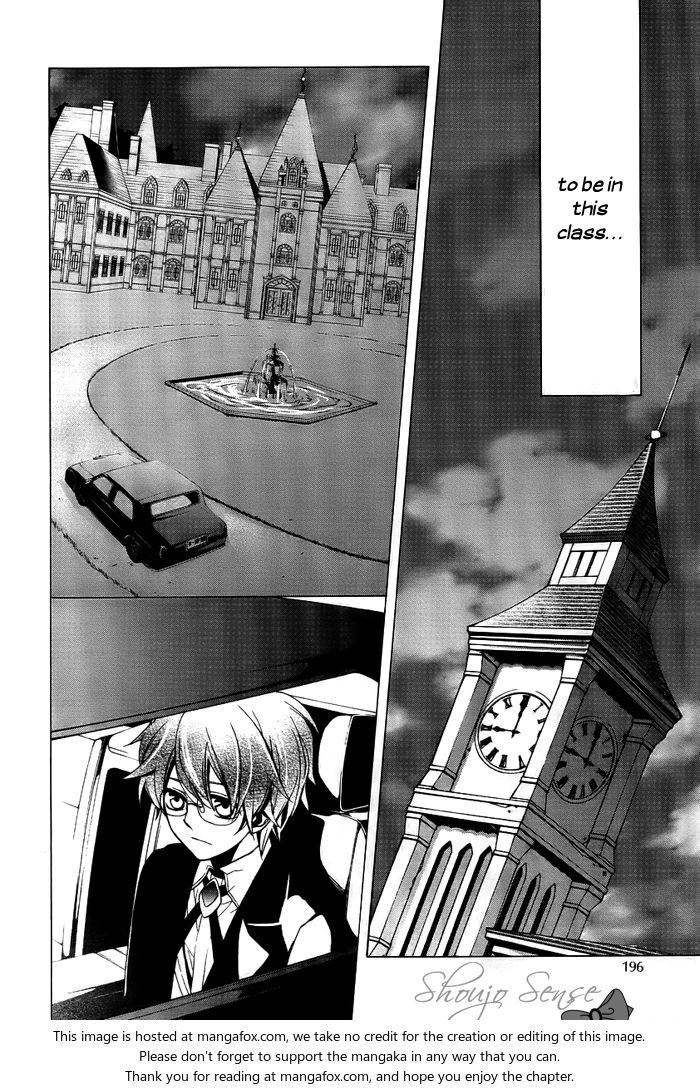 to be in
this
class...
196
Shoujo Sense
This image is hosted at mangafox.com, we take no credit for the creation or editing of this image.
Please don't forget to support the mangaka in any way that you can.
Thank you for reading at mangafox.com, and hope you enjoy the chapter.